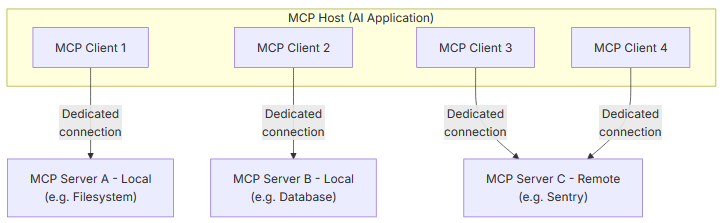 MCP Host (AI Application)
MCP Client 1
MCP Client 2
MCP Client 3
MCP Client 4
Dedicated
connection
Dedicated
connection
Dedicated
connection
Dedicated
connection
MCP Server A - Local
(e.g. Filesystem)
MCP Server B - Local
(e.g. Database)
MCP Server C - Remote
(e.g. Sentry)